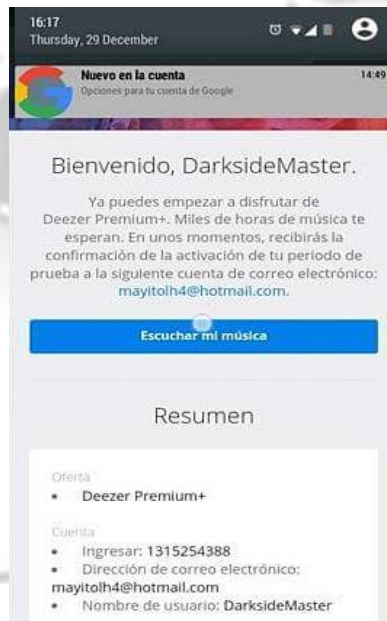 16:17
Thursday, 29 December
Nuevo en la cuenta
14:49
Opciones para tu cuenta de Google
Bienvenido, DarksideMaster.
Ya puedes empezar a disfrutar de
Deezer Premium+. Miles de horas de música te
esperan. En unos momentos, recibirás la
confirmación de la activación de tu periodo de
prueba a la siguiente cuenta de correo electrónico:
mayitolh4@hotmail.com.
Escuchar mi música
Resumen
Oferta
• Deezer Premium+
Cuenta
• Ingresar: 1315254388
• Dirección de correo electrónico:
mayitolh4@hotmail.com
• Nombre de usuario: DarksideMaster